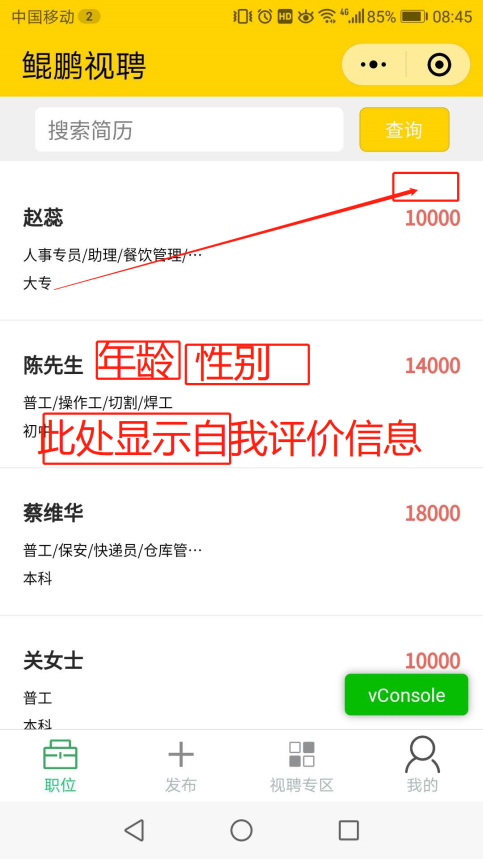 中国移动 2 HD 4G 85% 08:45
鲲鹏视聘
搜索简历 查询
赵蕊 10000
人事专员/助理/餐饮管理/…
大专
陈先生 年龄 性别 14000
普工/操作工/切割/焊工
初中
此处显示自我评价信息
蔡维华 18000
普工/保安/快递员/仓库管…
本科
关女士 10000
普工
本科
vConsole
职位 发布 视聘专区 我的